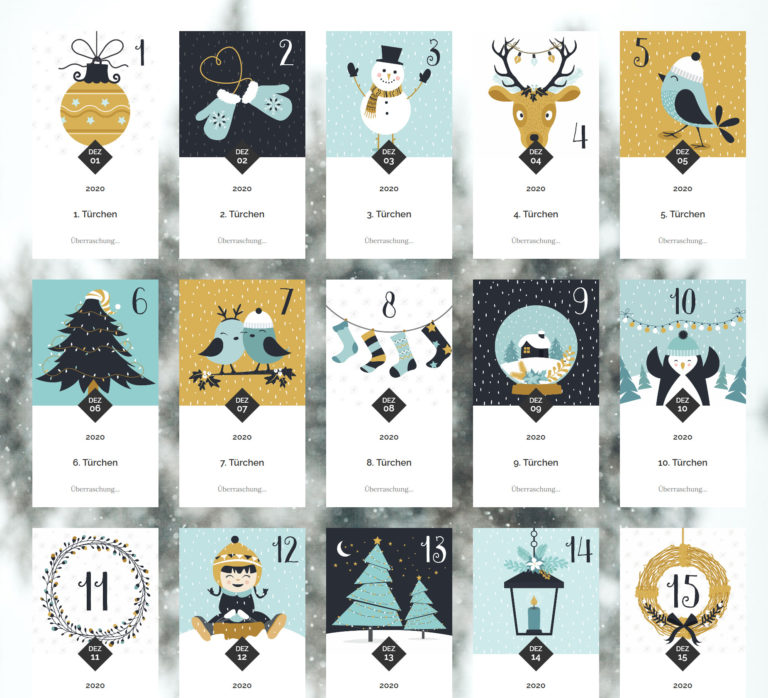 1
DEZ
01
2020
1. Türchen
Überraschung...
2
DEZ
02
2020
2. Türchen
Überraschung...
3
DEZ
03
2020
3. Türchen
Überraschung...
4
DEZ
04
2020
4. Türchen
Überraschung...
5
DEZ
05
2020
5. Türchen
Überraschung...
6
DEZ
06
2020
6. Türchen
Überraschung...
7
DEZ
07
2020
7. Türchen
Überraschung...
8
DEZ
08
2020
8. Türchen
Überraschung...
9
DEZ
09
2020
9. Türchen
Überraschung...
10
DEZ
10
2020
10. Türchen
Überraschung...
11
DEZ
11
2020
12
DEZ
12
2020
13
DEZ
13
2020
14
DEZ
14
2020
15
DEZ
15
2020